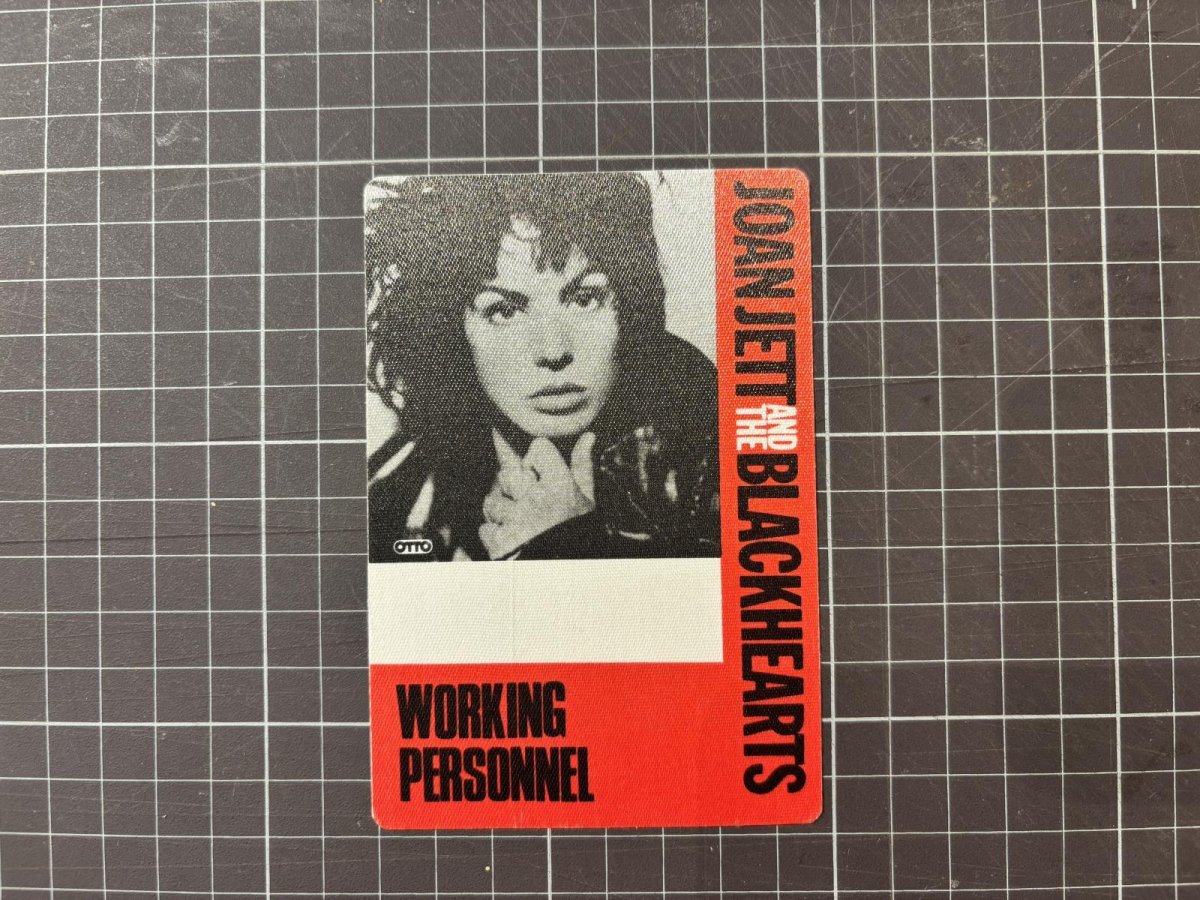 JOAN JETT AND THE BLACKHEARTS
OTTO
WORKING
PERSONNEL